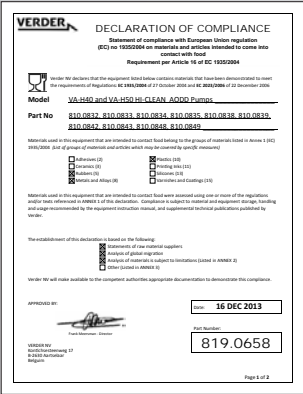 VERDER
DECLARATION OF COMPLIANCE
Statement of compliance with European Union regulation
(EC) no 1935/2004 on materials and articles intended to come into
contact with food
Requirement per Article 16 of EC 1935/2004
Verder NV declares that the equipment listed below contains materials that have been demonstrated to meet
the requirements of Regulations: EC 1935/2004 of 27 October 2004 and EC 2023/2006 of 22 December 2006
Model VA-H40 and VA-H50 HI-CLEAN AODD Pumps
Part No 810.0832, 810.0833, 810.0834, 810.0835, 810.0838, 810.0839,
810.0842, 810.0843, 810.0848, 810.0849
Materials used in this equipment that are intended to contact food belong to the groups of materials listed in Annex 1 (EC)
1935/2004 (List of groups of materials and articles which may be covered by specific measures)
Adhesives (2) Plastics (10)
Ceramics (3) Printing Inks (11)
Rubbers (5) Silicones (13)
Metals and Alloys (8) Varnishes and Coatings (15)
Materials used in this equipment that are intended to contact food were assessed using one or more of the regulations
and/or texts referenced in ANNEX 1 of this declaration. Compliance is subject to material and equipment storage, handling
and usage recommended by the equipment instruction manual, and supplemental technical publications published by
Verder.
The establishment of this declaration is based on the following:
Statements of raw material suppliers
Analysis of global migration
Analysis of materials is subject to limitations (Listed in ANNEX 2)
Other (Listed in ANNEX 3)
Verder NV will make available to the competent authorities appropriate documentation to demonstrate this compliance.
APPROVED BY:
Date: 16 DEC 2013
Part Number:
819.0658
VERDER NV
Kontichsesteenweg 17
B-2630 Aartselaar
Belgium
Page 1 of 2